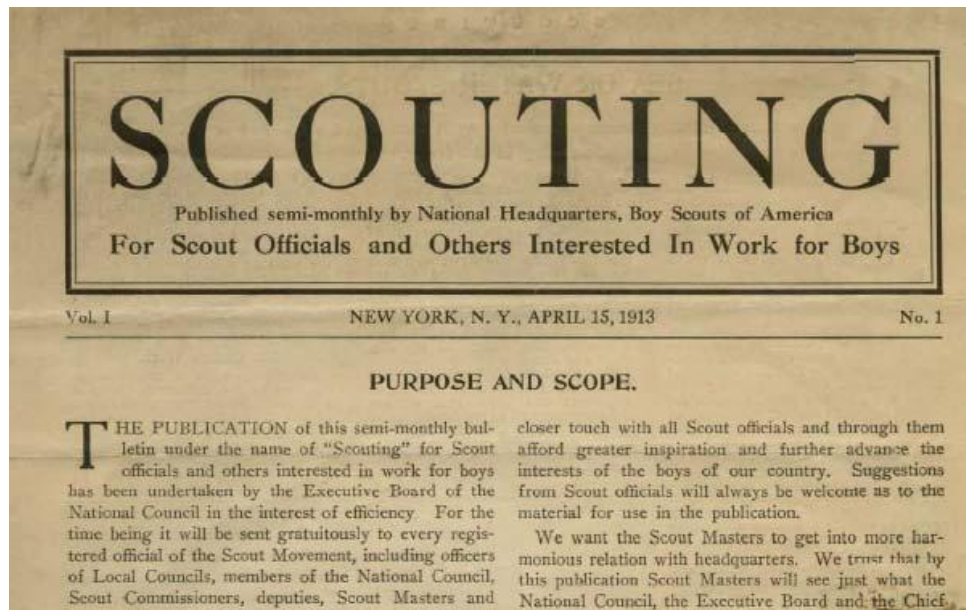 SCOUTING
Published semi-monthly by National Headquarters, Boy Scouts of America
For Scout Officials and Others Interested In Work for Boys
Vol. I NEW YORK, N. Y., APRIL 15, 1913 No. 1
PURPOSE AND SCOPE.
THE PUBLICATION of this semi-monthly bul-
letin under the name of "Scouting" for Scout
officials and others interested in work for boys
has been undertaken by the Executive Board of the
National Council in the interest of efficiency. For the
time being it will be sent gratuitously to every regis-
tered official of the Scout Movement, including officers
of Local Councils, members of the National Council,
Scout Commissioners, deputies, Scout Masters and
closer touch with all Scout officials and through them
afford greater inspiration and further advance the
interests of the boys of our country. Suggestions
from Scout officials will always be welcome as to the
material for use in the publication.
We want the Scout Masters to get into more har-
monious relation with headquarters. We trust that by
this publication Scout Masters will see just what the
National Council, the Executive Board and the Chief